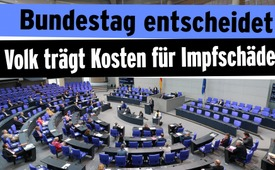 Bundestag entscheidet
Volk trägt Kosten für Impfschäde